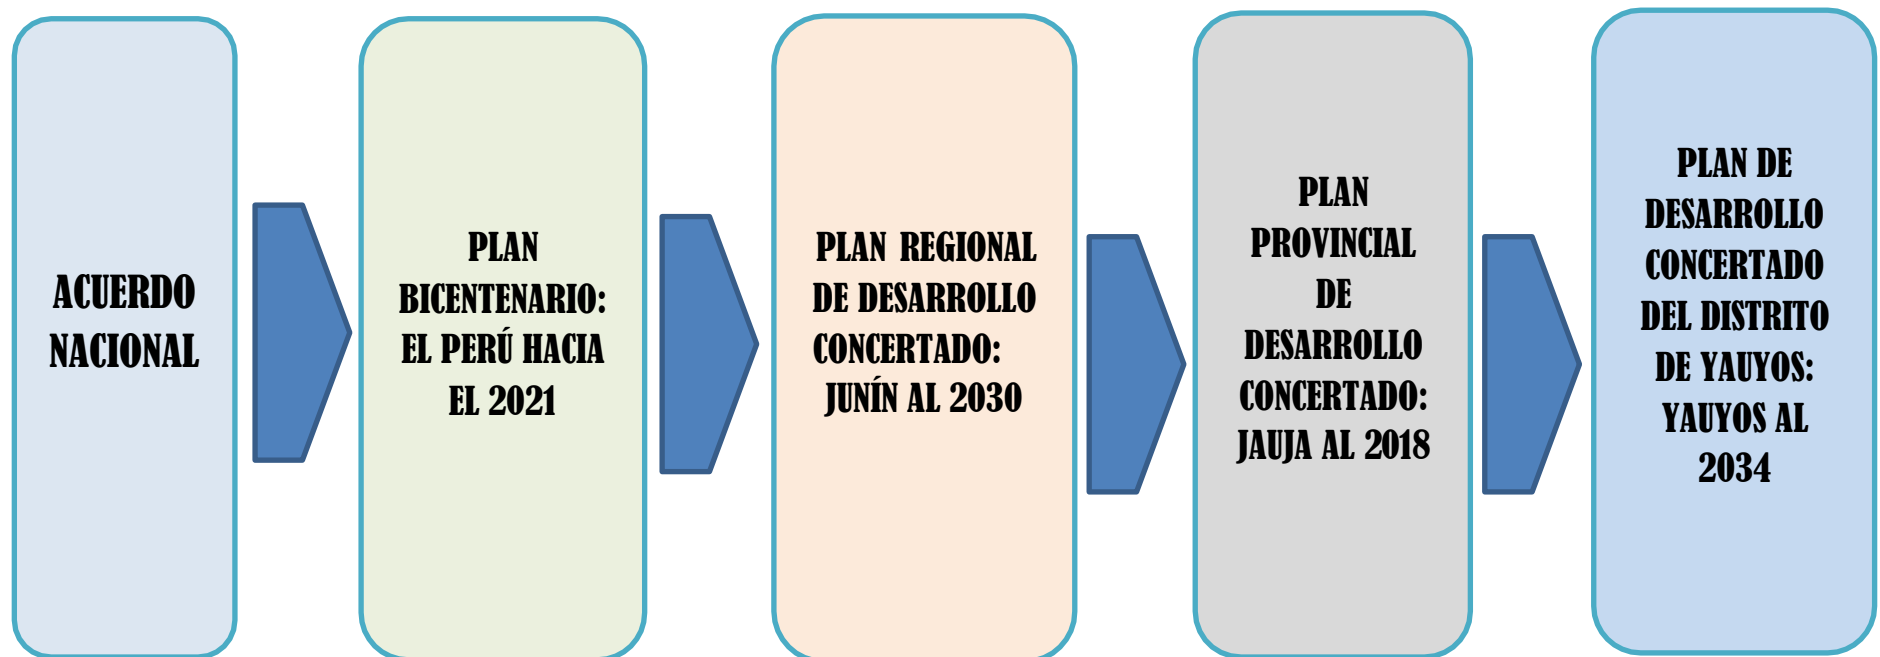 ACUERDO
NACIONAL
PLAN
BICENTENARIO:
EL PERÚ HACIA
EL 2021
PLAN REGIONAL
DE DESARROLLO
CONCERTADO:
JUNÍN AL 2030
PLAN
PROVINCIAL
DE
DESARROLLO
CONCERTADO:
JAUJA AL 2018
PLAN DE
DESARROLLO
CONCERTADO
DEL DISTRITO
DE YAUYOS:
YAUYOS AL
2034